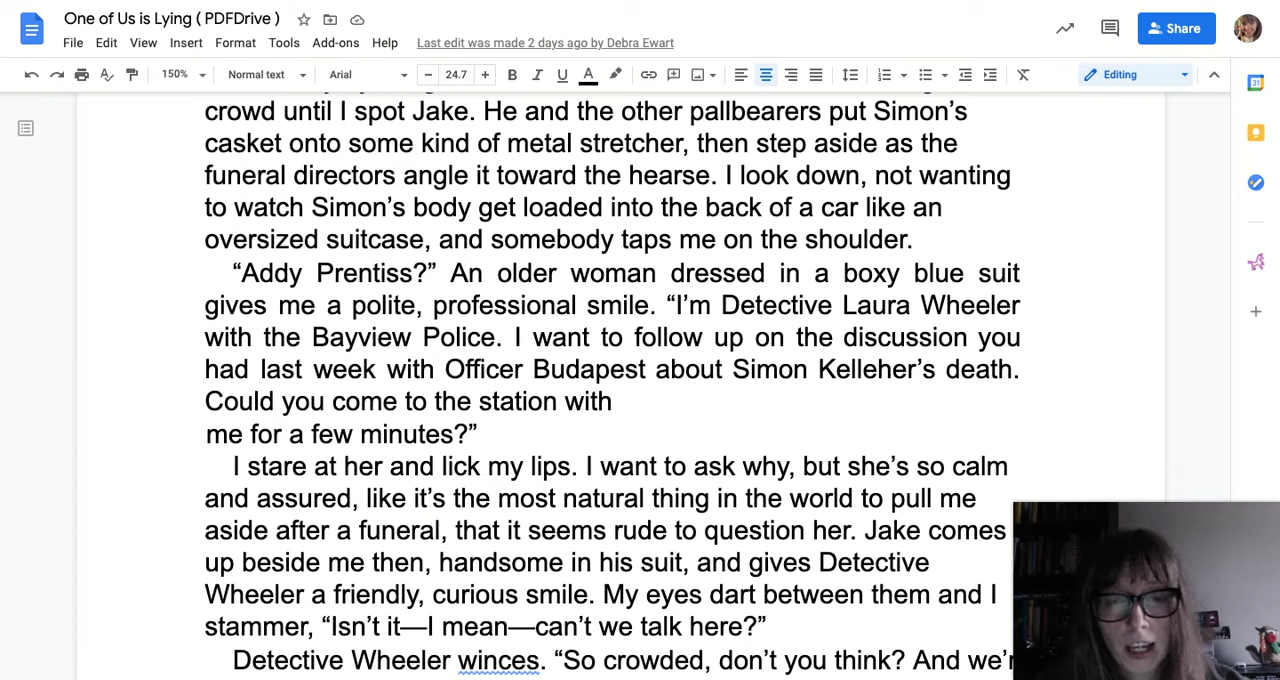 One of Us is Lying ( PDFDrive )
File Edit View Insert Format Tools Add-ons Help Last edit was made 2 days ago by Debra Ewart
Share
150% Normal text Arial 24.7 B I U A Editing
31
crowd until I spot Jake. He and the other pallbearers put Simon’s
casket onto some kind of metal stretcher, then step aside as the
funeral directors angle it toward the hearse. I look down, not wanting
to watch Simon’s body get loaded into the back of a car like an
oversized suitcase, and somebody taps me on the shoulder.
“Addy Prentiss?” An older woman dressed in a boxy blue suit
gives me a polite, professional smile. “I’m Detective Laura Wheeler
with the Bayview Police. I want to follow up on the discussion you
had last week with Officer Budapest about Simon Kelleher’s death.
Could you come to the station with
me for a few minutes?”
I stare at her and lick my lips. I want to ask why, but she’s so calm
and assured, like it’s the most natural thing in the world to pull me
aside after a funeral, that it seems rude to question her. Jake comes
up beside me then, handsome in his suit, and gives Detective
Wheeler a friendly, curious smile. My eyes dart between them and I
stammer, “Isn’t it—I mean—can’t we talk here?”
Detective Wheeler winces. “So crowded, don’t you think? And we’r